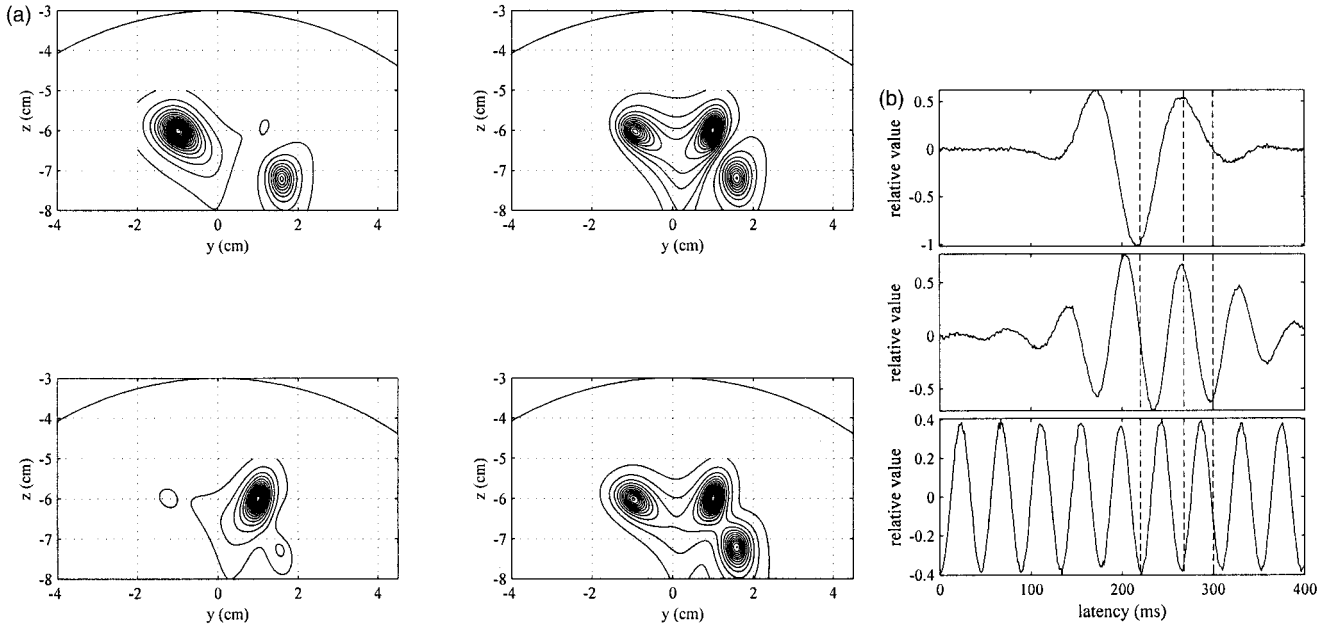 (a)
-3
-4
-5
-6
-7
-8
z (cm)
-4 -2 0 2 4
y (cm)
-3
-4
-5
-6
-7
-8
z (cm)
-4 -2 0 2 4
y (cm)
-3
-4
-5
-6
-7
-8
z (cm)
-4 -2 0 2 4
y (cm)
-3
-4
-5
-6
-7
-8
z (cm)
-4 -2 0 2 4
y (cm)
(b)
0.5
0
-0.5
-1
relative value
0.5
0
-0.5
relative value
0.4
0.2
0
-0.2
-0.4
relative value
0 100 200 300 400
latency (ms)